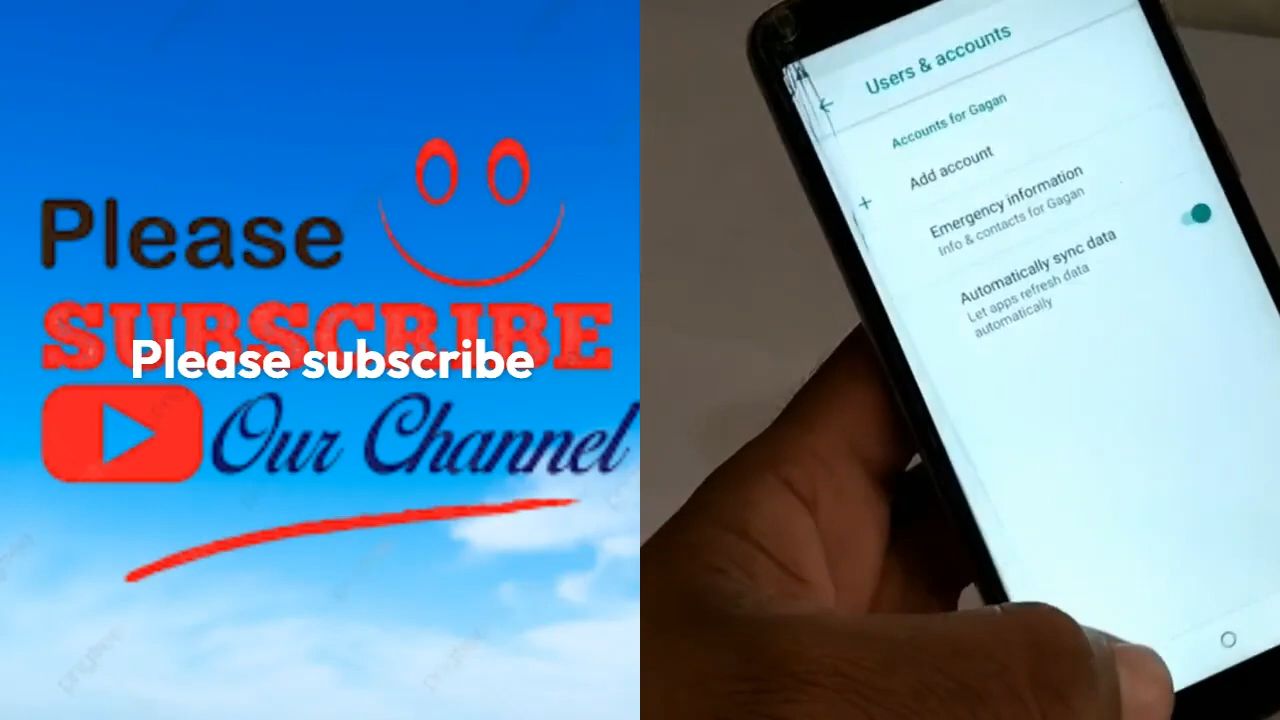 Please
SUBSCRIBE
Please subscribe
Our Channel
Users & accounts
Accounts for Gagan
Add account
Emergency information
Info & contacts for Gagan
Automatically sync data
Let apps refresh data
automatically